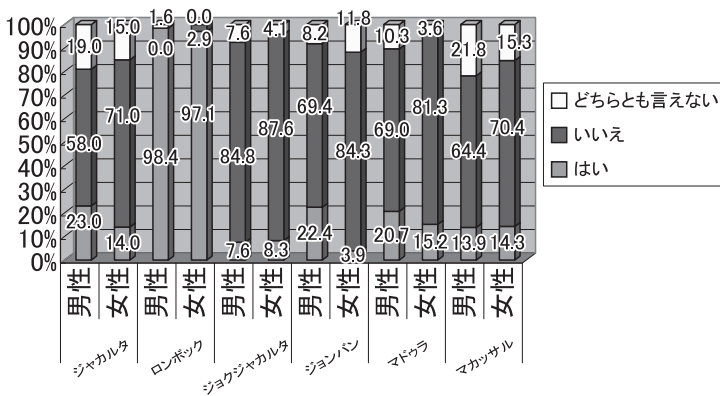 100%
90%
80%
70%
60%
50%
40%
30%
20%
10%
0%
19.0 15.0 1.6 0.0 7.6 4.1 8.2 11.8 10.3 3.6 21.8 15.3
58.0 71.0 0.0 2.9 84.8 87.6 69.4 84.3 69.0 81.3 64.4 70.4
23.0 14.0 98.4 97.1 7.6 8.3 22.4 3.9 20.7 15.2 13.9 14.3
男性 女性 男性 女性 男性 女性 男性 女性 男性 女性 男性 女性
ジャカルタ ロンボック ジョクジャカルタ ジョンバン マドゥラ マカッサル
どちらとも言えない
いいえ
はい